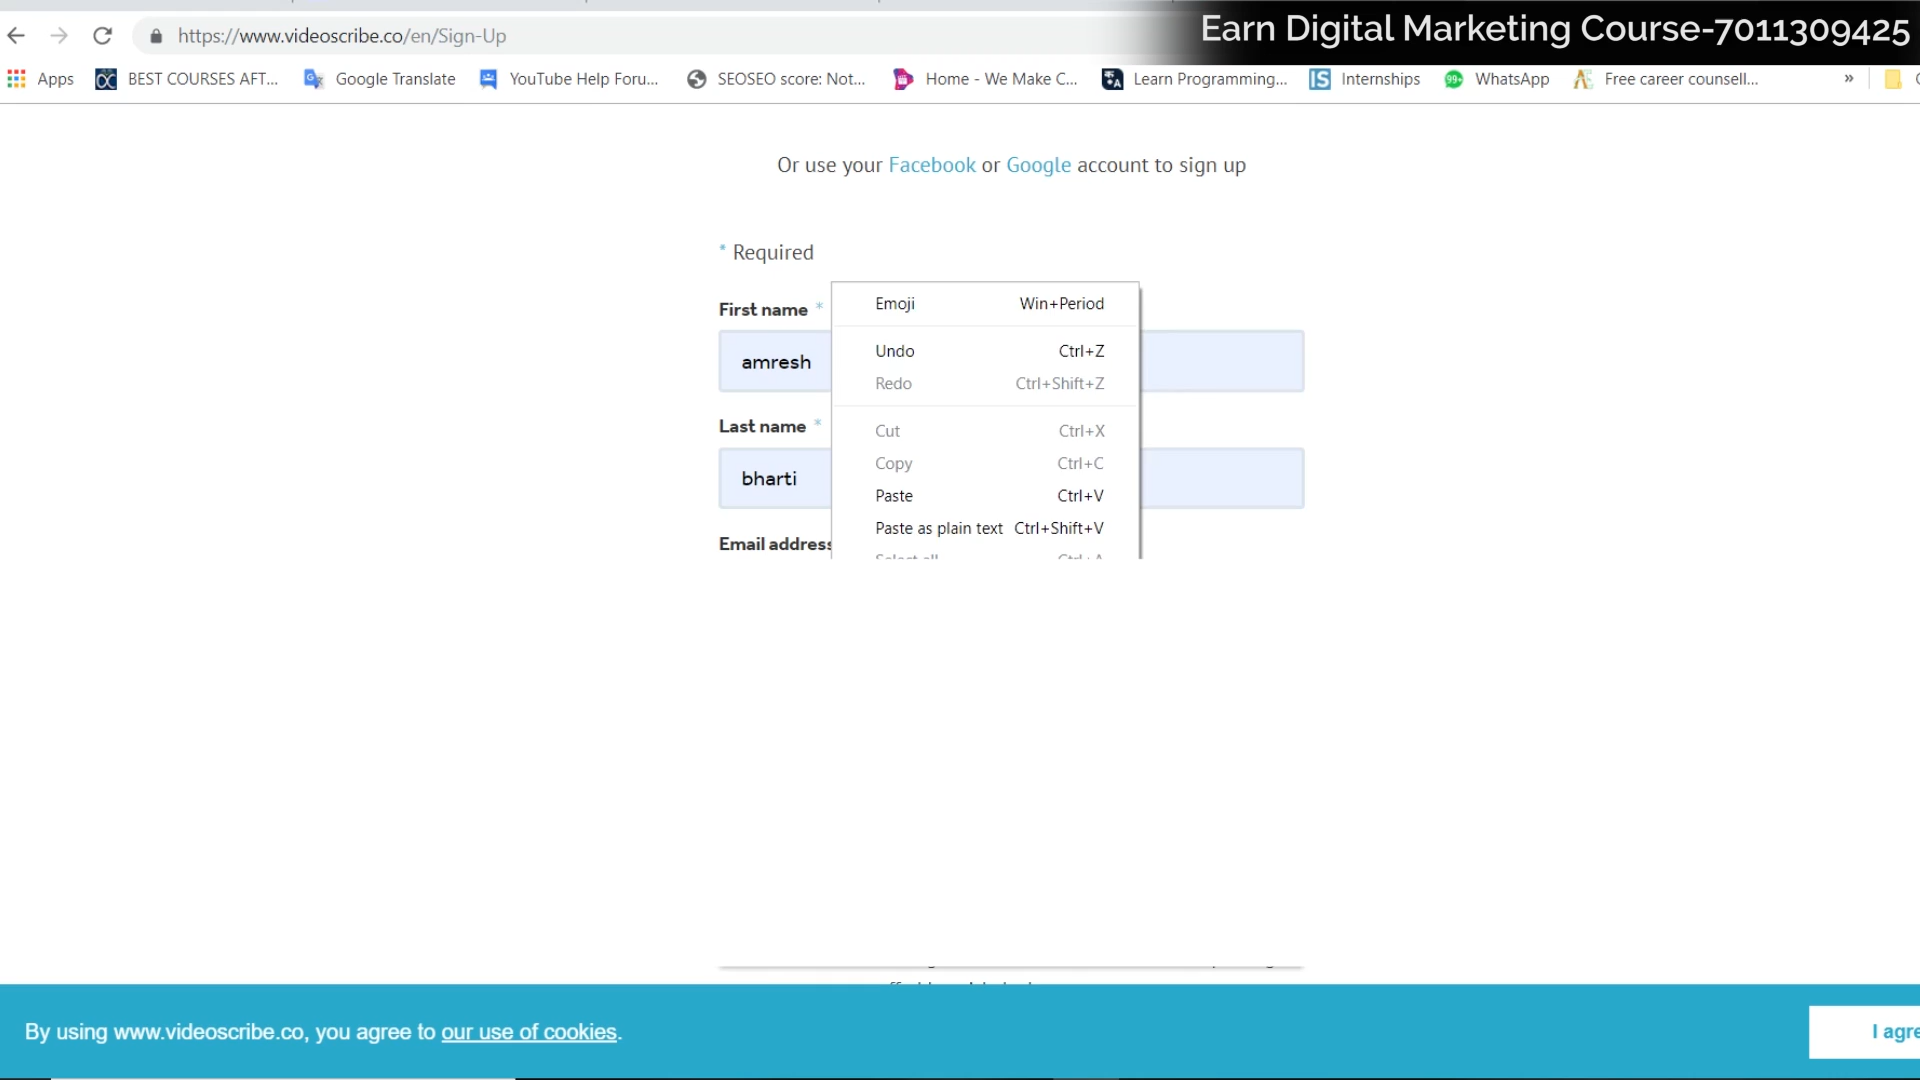 Earn Digital Marketing Course-7011309425
https://www.videoscribe.co/en/Sign-Up
Apps BEST COURSES AFT... Google Translate YouTube Help Foru... SEOSEO score: Not... Home - We Make C... Learn Programming... Internships 99+ WhatsApp Free career counsell... »
Or use your Facebook or Google account to sign up
* Required
First name *
amresh
Last name *
bharti
Email address
Emoji Win+Period
Undo Ctrl+Z
Redo Ctrl+Shift+Z
Cut Ctrl+X
Copy Ctrl+C
Paste Ctrl+V
Paste as plain text Ctrl+Shift+V
Select all Ctrl+A
By using www.videoscribe.co, you agree to our use of cookies.
I agre